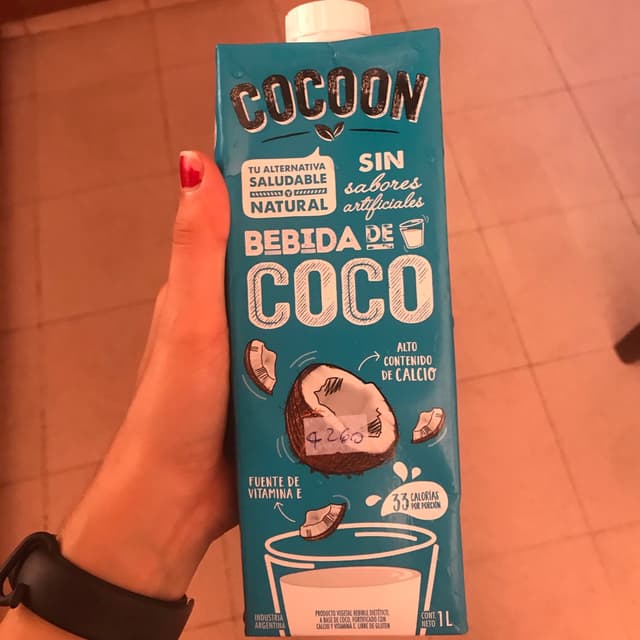 COCOON
TU ALTERNATIVA
SALUDABLE
Y
NATURAL
SIN
sabores
artificiales
BEBIDA DE
COCO
ALTO
CONTENIDO
DE CALCIO
4260
FUENTE DE
VITAMINA E
33 CALORÍAS
POR PORCIÓN
INDUSTRIA
ARGENTINA
PRODUCTO VEGETAL BEBIBLE DIETÉTICO,
A BASE DE COCO, FORTIFICADO CON
CALCIO Y VITAMINA E. LIBRE DE GLUTEN
CONT.
NETO 1L